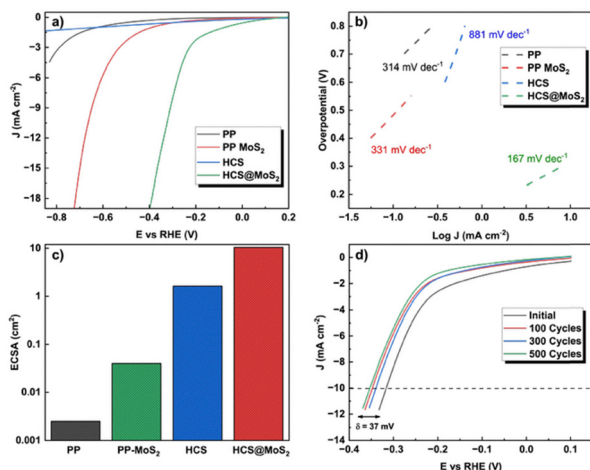 a)
J (mA cm⁻²)
0
-3
-6
-9
-12
-15
-18
PP
PP MoS₂
HCS
HCS@MoS₂
-0.8 -0.6 -0.4 -0.2 0.0 0.2
E vs RHE (V)
b)
Overpotential (V)
0.8
0.7
0.6
0.5
0.4
0.3
0.2
881 mV dec⁻¹
314 mV dec⁻¹
331 mV dec⁻¹
167 mV dec⁻¹
PP
PP MoS₂
HCS
HCS@MoS₂
-1.5 -1.0 -0.5 0.0 0.5 1.0
Log J (mA cm⁻²)
c)
ECSA (cm²)
10
1
0.1
0.01
0.001
PP PP-MoS₂ HCS HCS@MoS₂
d)
J (mA cm⁻²)
0
-2
-4
-6
-8
-10
-12
-14
Initial
100 Cycles
300 Cycles
500 Cycles
δ = 37 mV
-0.4 -0.3 -0.2 -0.1 0.0 0.1
E vs RHE (V)